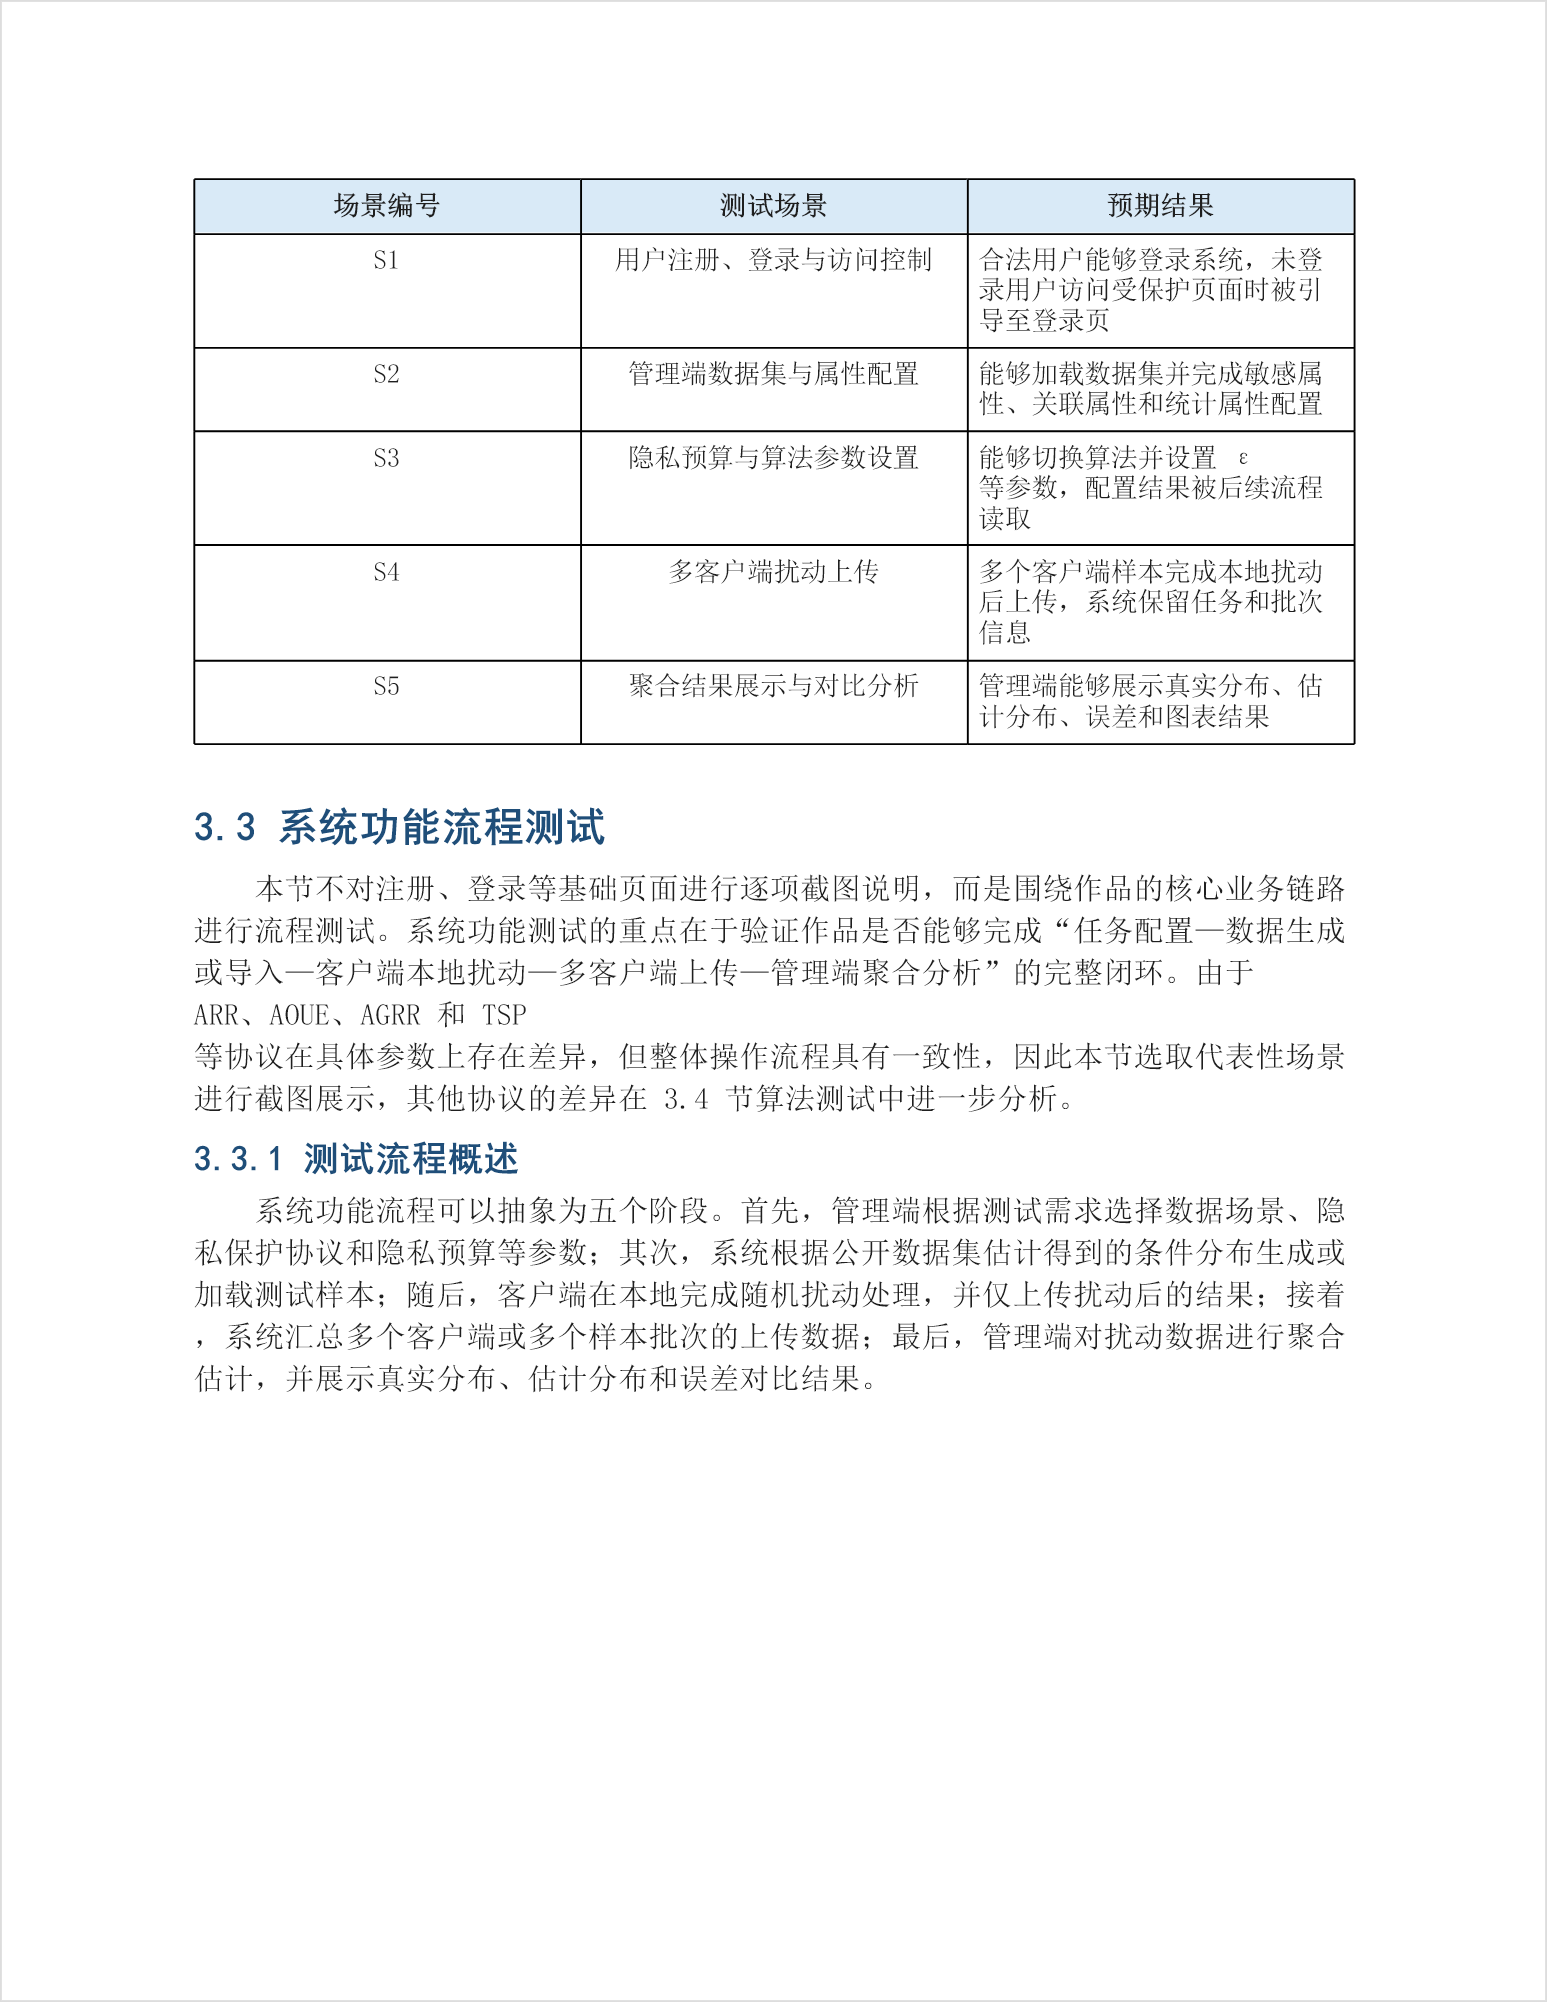 场景编号 测试场景 预期结果
S1 用户注册、登录与访问控制 合法用户能够登录系统，未登
录用户访问受保护页面时被引
导至登录页
S2 管理端数据集与属性配置 能够加载数据集并完成敏感属
性、关联属性和统计属性配置
S3 隐私预算与算法参数设置 能够切换算法并设置 ε
等参数，配置结果被后续流程
读取
S4 多客户端扰动上传 多个客户端样本完成本地扰动
后上传，系统保留任务和批次
信息
S5 聚合结果展示与对比分析 管理端能够展示真实分布、估
计分布、误差和图表结果
3.3 系统功能流程测试
本节不对注册、登录等基础页面进行逐项截图说明，而是围绕作品的核心业务链路
进行流程测试。系统功能测试的重点在于验证作品是否能够完成“任务配置—数据生成
或导入—客户端本地扰动—多客户端上传—管理端聚合分析”的完整闭环。由于
ARR、AOUE、AGRR 和 TSP
等协议在具体参数上存在差异，但整体操作流程具有一致性，因此本节选取代表性场景
进行截图展示，其他协议的差异在 3.4 节算法测试中进一步分析。
3.3.1 测试流程概述
系统功能流程可以抽象为五个阶段。首先，管理端根据测试需求选择数据场景、隐
私保护协议和隐私预算等参数；其次，系统根据公开数据集估计得到的条件分布生成或
加载测试样本；随后，客户端在本地完成随机扰动处理，并仅上传扰动后的结果；接着
，系统汇总多个客户端或多个样本批次的上传数据；最后，管理端对扰动数据进行聚合
估计，并展示真实分布、估计分布和误差对比结果。